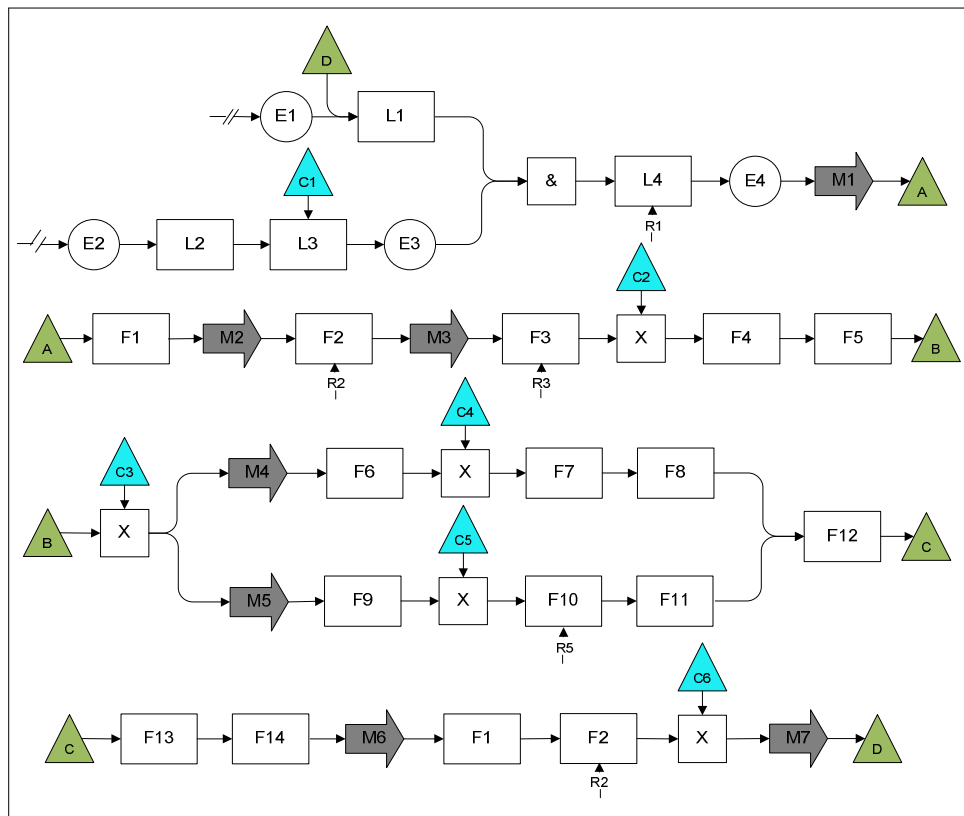 D
E1
L1
C1
&
L4
E4
M1
A
R1
E2
L2
L3
E3
C2
A
F1
M2
F2
M3
F3
X
F4
F5
B
R2
R3
C4
C3
M4
F6
X
F7
F8
B
X
C5
F12
C
M5
F9
X
F10
F11
R5
C6
C
F13
F14
M6
F1
F2
X
M7
D
R2